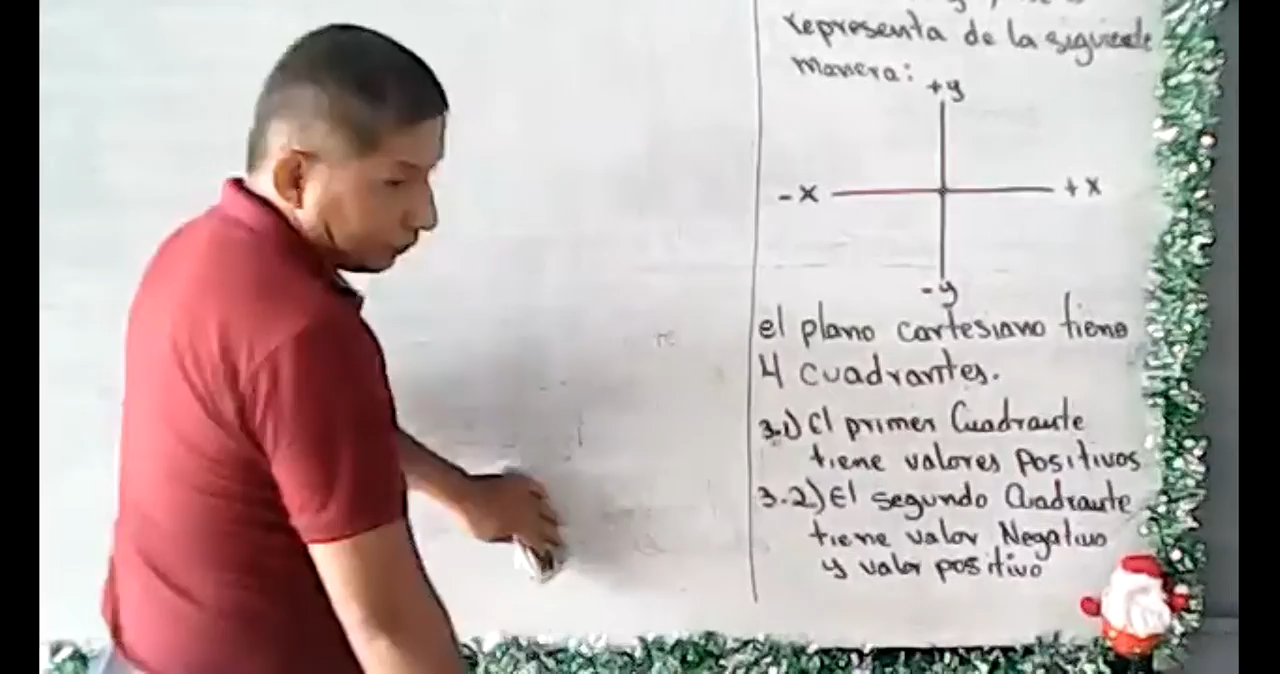 representa de la siguiente
manera:
+y
-x
+x
-y
el plano cartesiano tiene
4 cuadrantes.
3.1) El primer Cuadrante
tiene valores Positivos
3.2) El segundo Cuadrante
tiene valor Negativo
y valor positivo